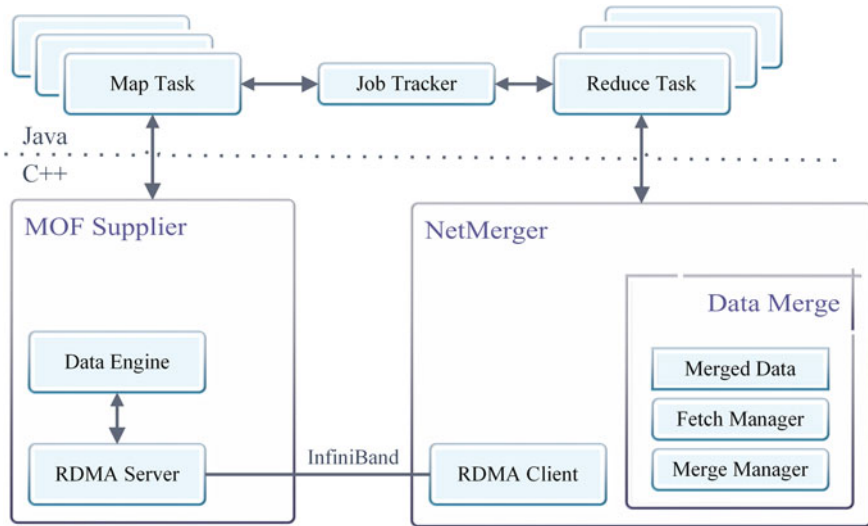 Map Task
Job Tracker
Reduce Task
Java
C++
MOF Supplier
NetMerger
Data Merge
Data Engine
Merged Data
Fetch Manager
RDMA Server
InfiniBand
RDMA Client
Merge Manager